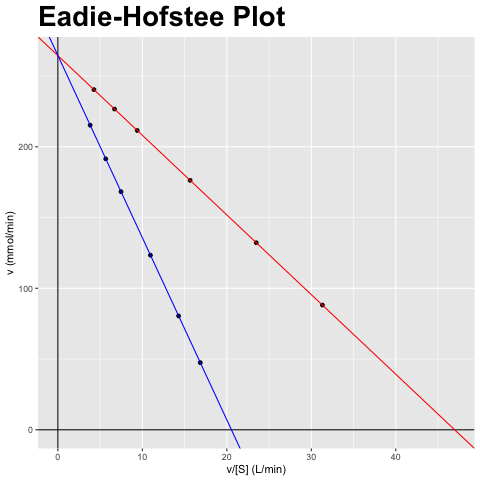 Eadie-Hofstee Plot
v (mmol/min)
200
100
0
0 10 20 30 40
v/[S] (L/min)